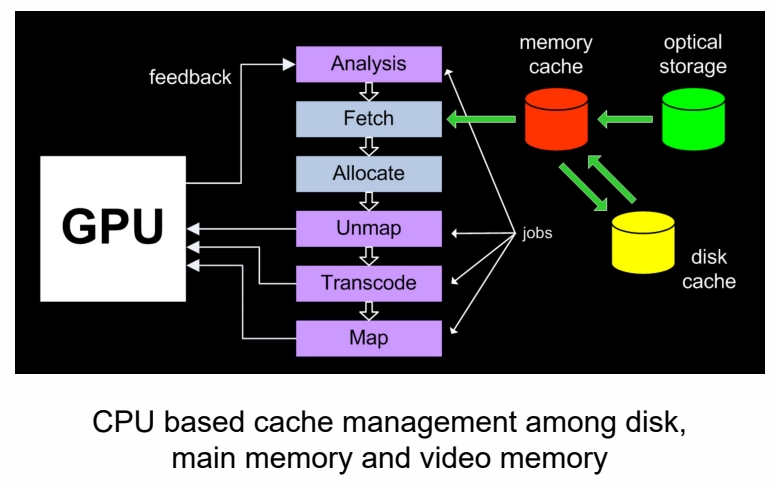 feedback
GPU
Analysis
Fetch
Allocate
Unmap
Transcode
Map
memory
cache
optical
storage
jobs
disk
cache
CPU based cache management among disk,
main memory and video memory